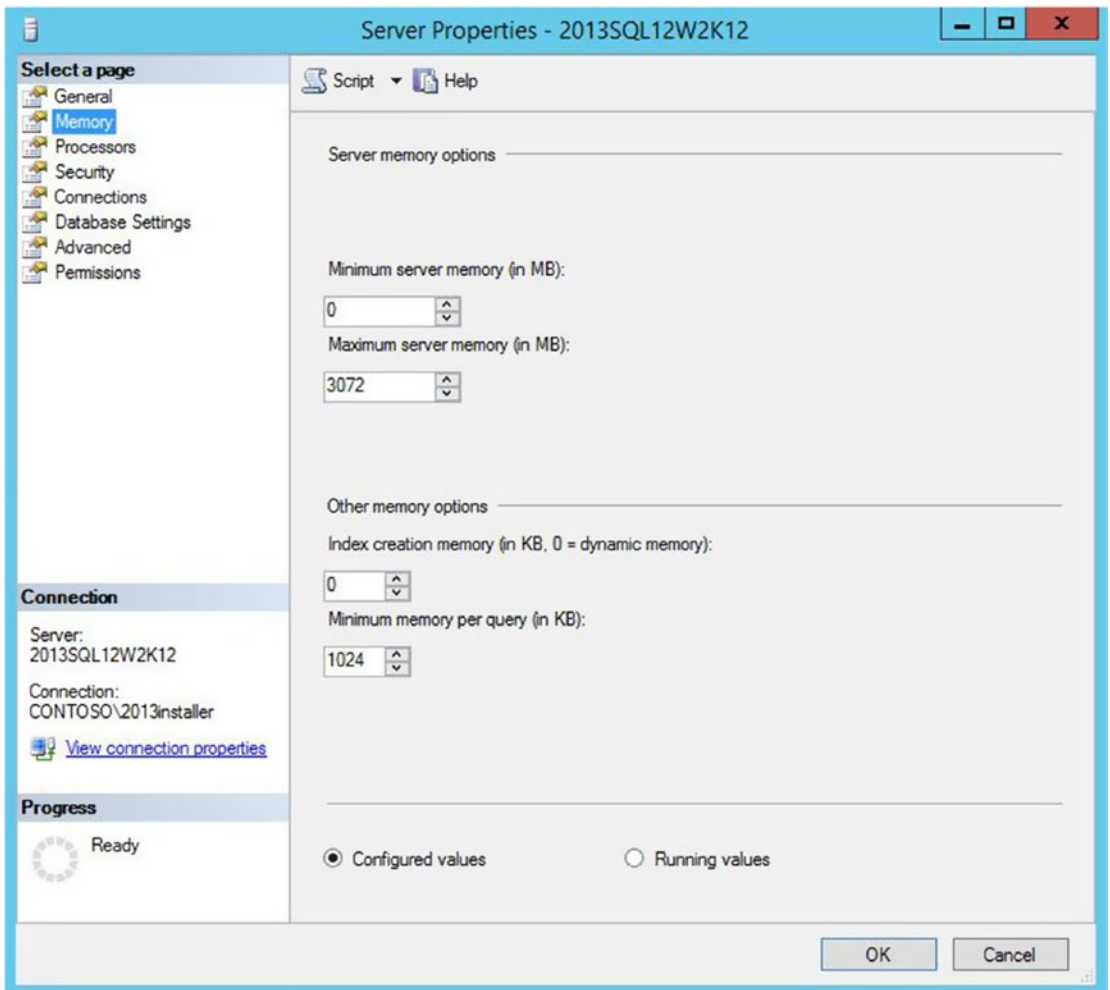 Server Properties - 2013SQL12W2K12
Select a page
General
Memory
Processors
Security
Connections
Database Settings
Advanced
Permissions
Script
Help
Server memory options
Minimum server memory (in MB):
0
Maximum server memory (in MB):
3072
Other memory options
Index creation memory (in KB, 0 = dynamic memory):
0
Minimum memory per query (in KB):
1024
Configured values
Running values
Connection
Server:
2013SQL12W2K12
Connection:
CONTOSO\2013installer
View connection properties
Progress
Ready
OK
Cancel